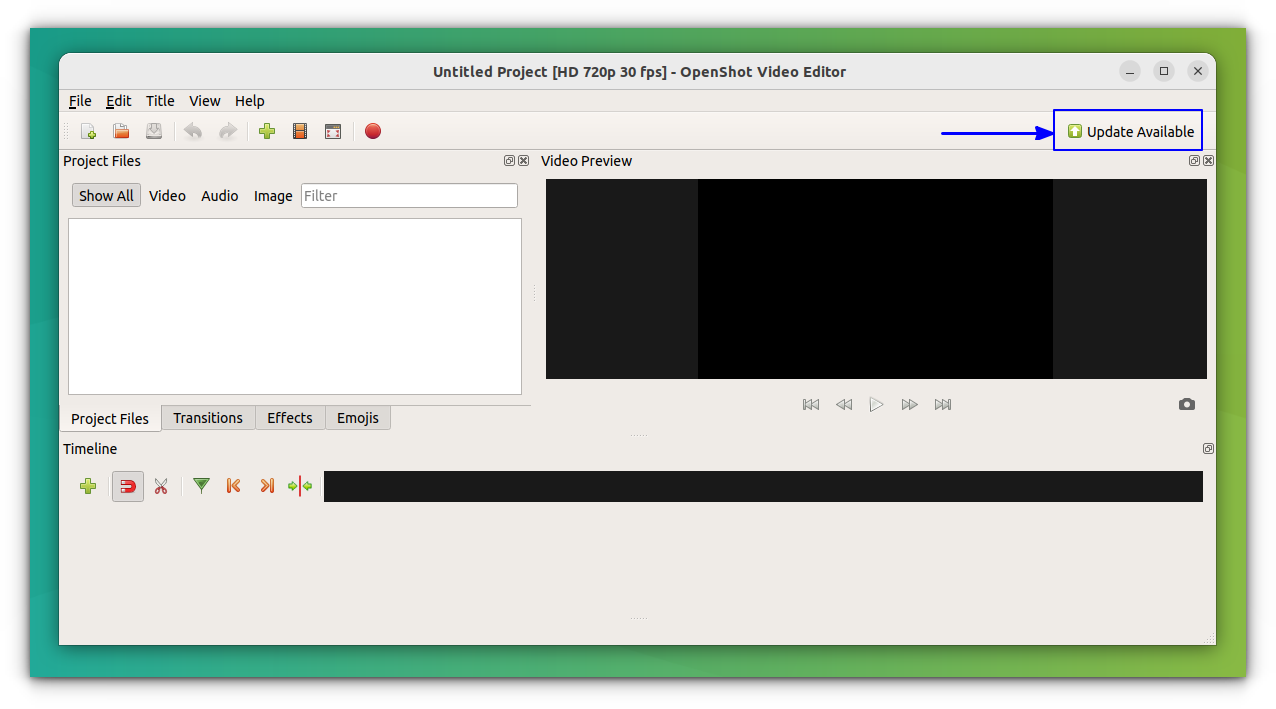 Untitled Project [HD 720p 30 fps] - OpenShot Video Editor
File Edit Title View Help
Update Available
Project Files
Video Preview
Show All Video Audio Image Filter
Project Files Transitions Effects Emojis
Timeline